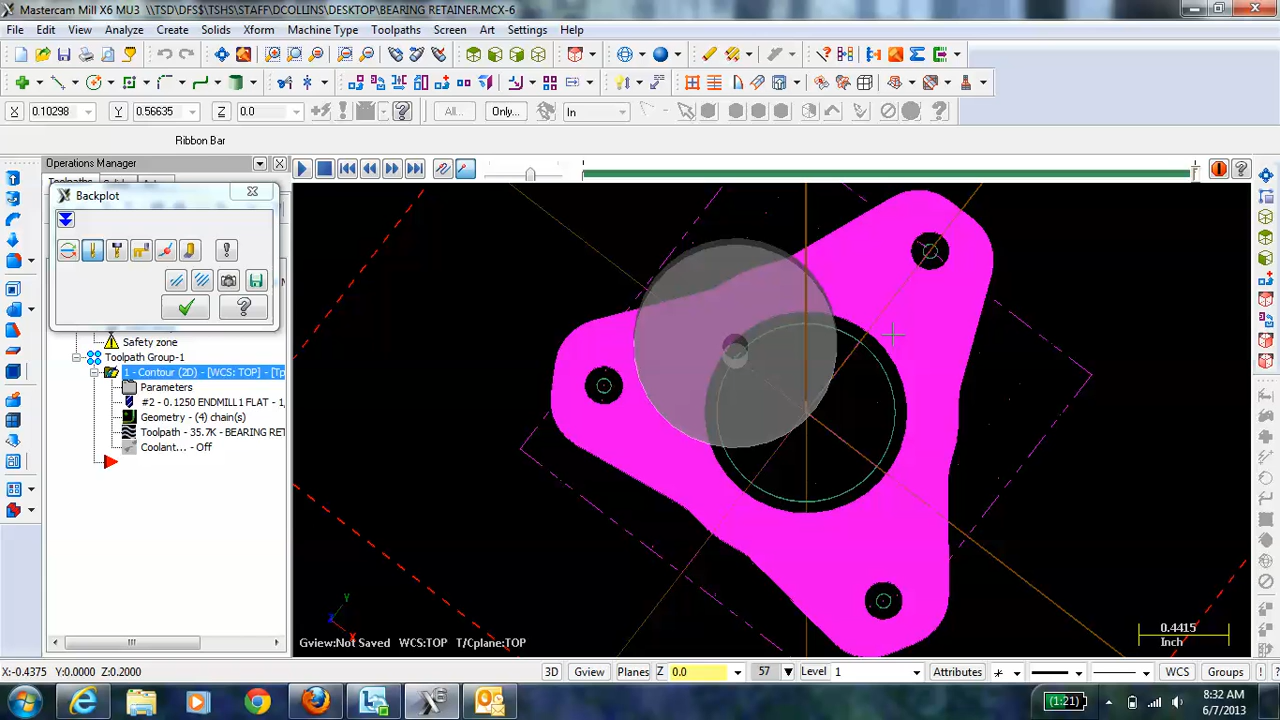 Mastercam Mill X6 MU3 \\TSD\DFS$\TSHS\STAFF\DCOLLINS\DESKTOP\BEARING RETAINER.MCX-6
File Edit View Analyze Create Solids Xform Machine Type Toolpaths Screen Art Settings Help
X 0.10298 Y 0.56635 Z 0.0 All... Only... In
Ribbon Bar
Operations Manager
Toolpaths
Backplot
Safety zone
Toolpath Group-1
1 - Contour (2D) - [WCS: TOP] - [Tp
Parameters
#2 - 0.1250 ENDMILL1 FLAT - 1,
Geometry - (4) chain(s)
Toolpath - 35.7K - BEARING RET
Coolant... - Off
Y
Z
X
Gview:Not Saved WCS:TOP T/Cplane:TOP
0.4415
Inch
X:-0.4375 Y:0.0000 Z:0.2000 3D Gview Planes Z 0.0 57 Level 1 Attributes WCS Groups
(1:21) 8:32 AM
6/7/2013